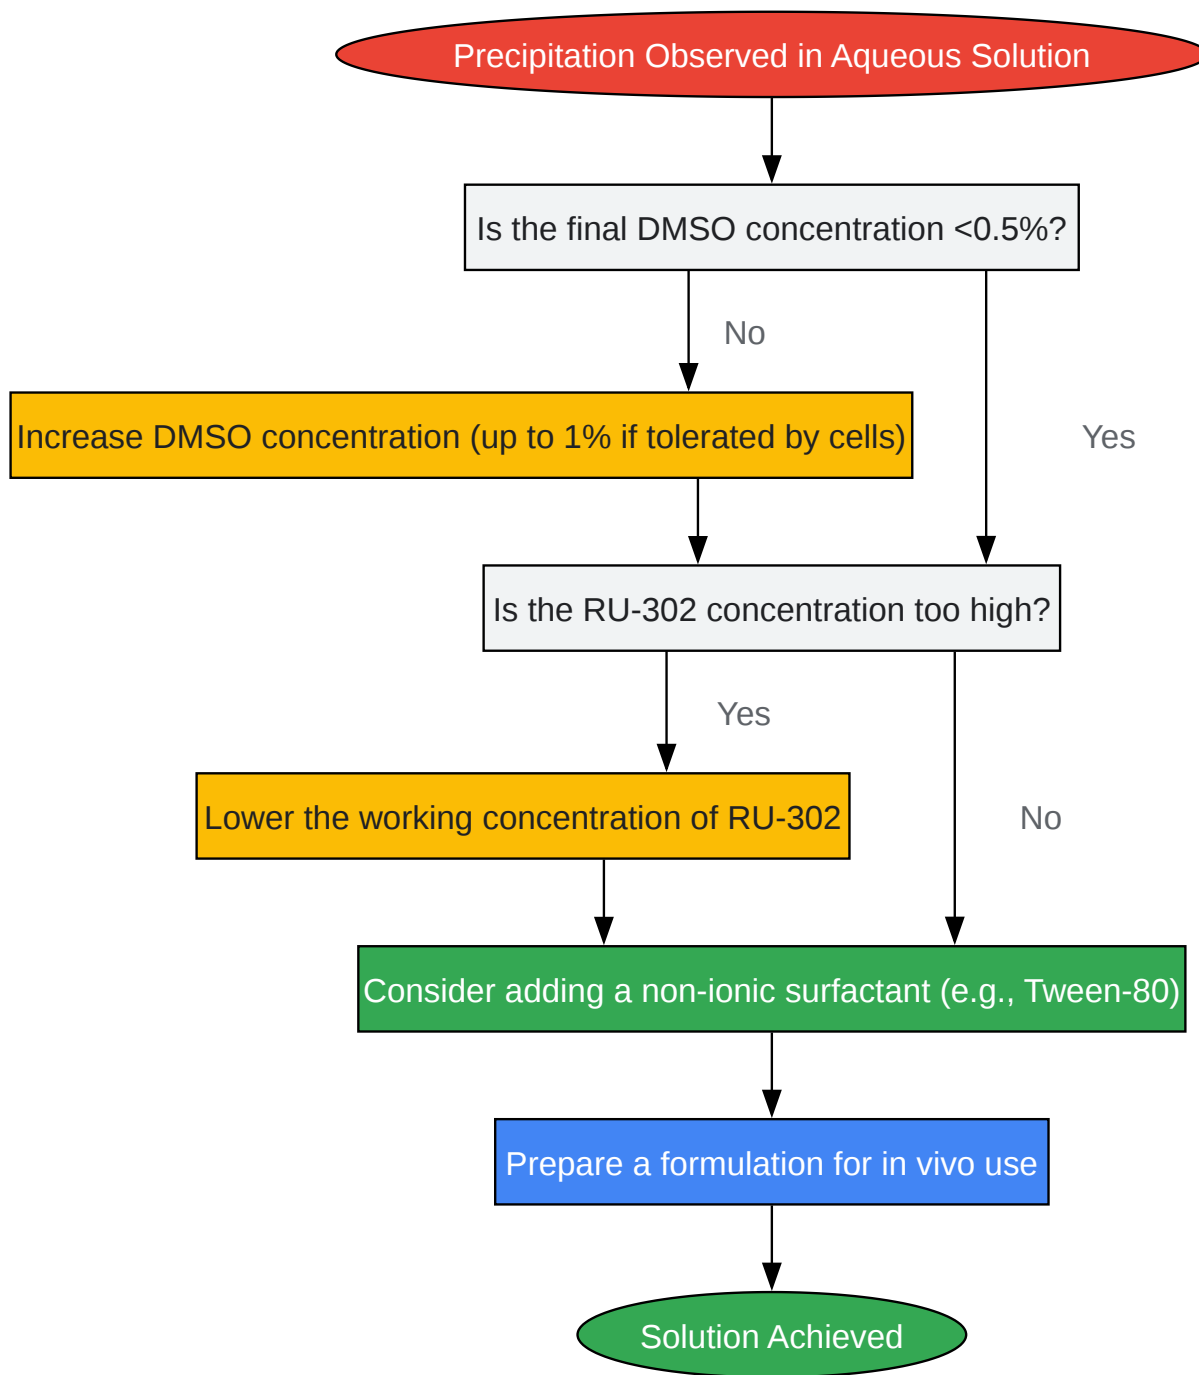 Precipitation Observed in Aqueous Solution
Is the final DMSO concentration <0.5%?
No
Increase DMSO concentration (up to 1% if tolerated by cells)
Yes
Is the RU-302 concentration too high?
Yes
Lower the working concentration of RU-302
No
Consider adding a non-ionic surfactant (e.g., Tween-80)
Prepare a formulation for in vivo use
Solution Achieved